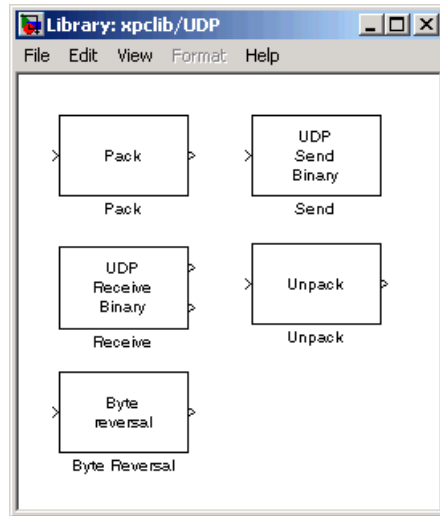 Library: xpclib/UDP
File Edit View Format Help
Pack
Pack
UDP
Send
Binary
Send
UDP
Receive
Binary
Receive
Unpack
Unpack
Byte
reversal
Byte Reversal